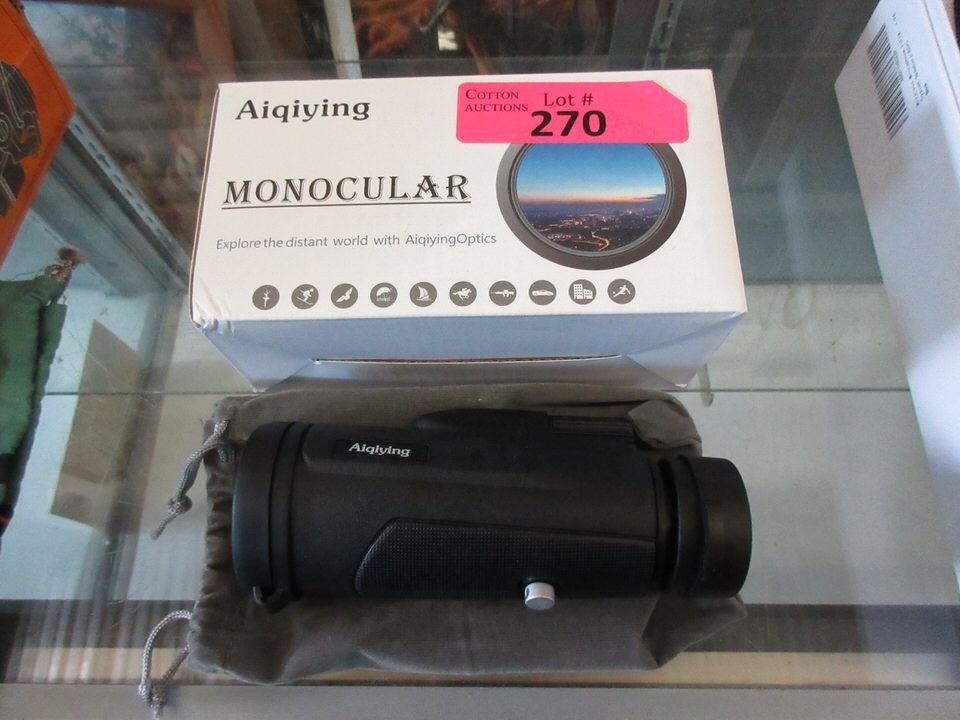 Aiqiying
COTTON
AUCTIONS
Lot #
270
MONOCULAR
Explore the distant world with AiqiyingOptics
Aiqiying